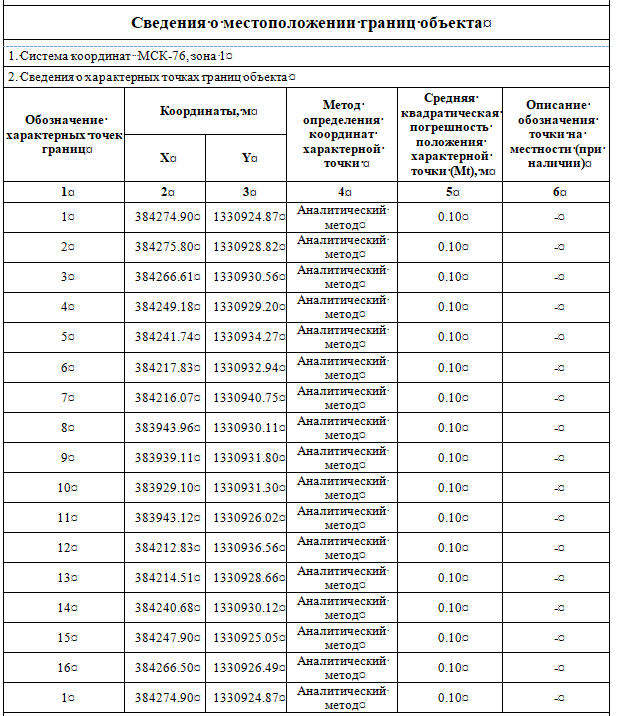 Сведения о местоположении границ объекта
1. Система координат МСК-76, зона 1
2. Сведения о характерных точках границ объекта
Обозначение характерных точек границ
Координаты, м
Метод определения координат характерной точки
Средняя квадратическая погрешность положения характерной точки (Mt), м
Описание обозначения точки на местности (при наличии)
X Y
1 2 3 4 5 6
1 384274.90 1330924.87 Аналитический метод 0.10 -
2 384275.80 1330928.82 Аналитический метод 0.10 -
3 384266.61 1330930.56 Аналитический метод 0.10 -
4 384249.18 1330929.20 Аналитический метод 0.10 -
5 384241.74 1330934.27 Аналитический метод 0.10 -
6 384217.83 1330932.94 Аналитический метод 0.10 -
7 384216.07 1330940.75 Аналитический метод 0.10 -
8 383943.96 1330930.11 Аналитический метод 0.10 -
9 383939.11 1330931.80 Аналитический метод 0.10 -
10 383929.10 1330931.30 Аналитический метод 0.10 -
11 383943.12 1330926.02 Аналитический метод 0.10 -
12 384212.83 1330936.56 Аналитический метод 0.10 -
13 384214.51 1330928.66 Аналитический метод 0.10 -
14 384240.68 1330930.12 Аналитический метод 0.10 -
15 384247.90 1330925.05 Аналитический метод 0.10 -
16 384266.50 1330926.49 Аналитический метод 0.10 -
1 384274.90 1330924.87 Аналитический метод 0.10 -